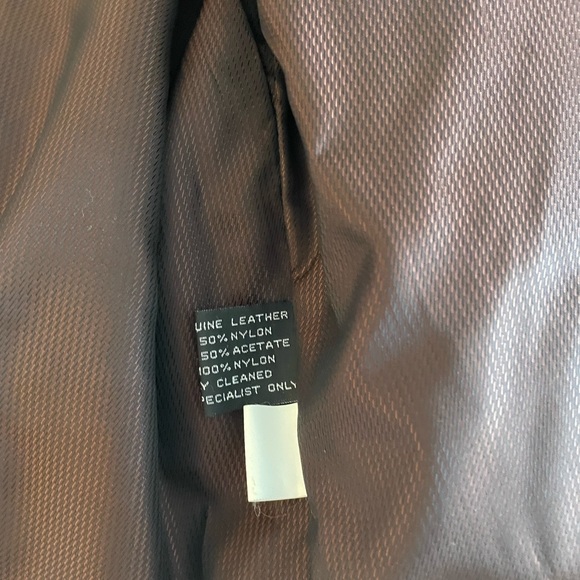 UINE LEATHER
50% NYLON
50% ACETATE
100% NYLON
Y CLEANED
PECIALIST ONLY